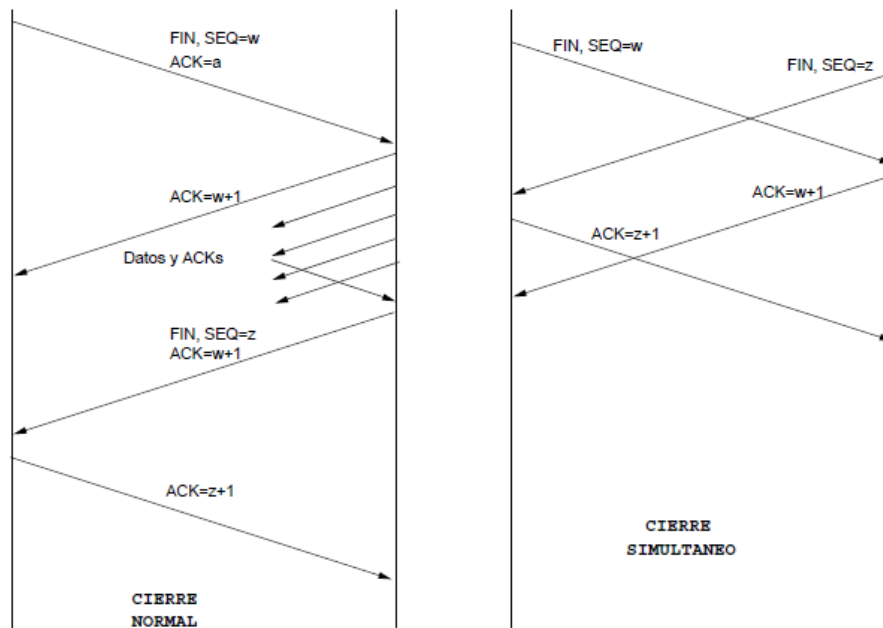 FIN, SEQ=w
ACK=a
ACK=w+1
Datos y ACKs
FIN, SEQ=z
ACK=w+1
ACK=z+1
CIERRE
NORMAL
FIN, SEQ=w
FIN, SEQ=z
ACK=w+1
ACK=z+1
CIERRE
SIMULTANEO